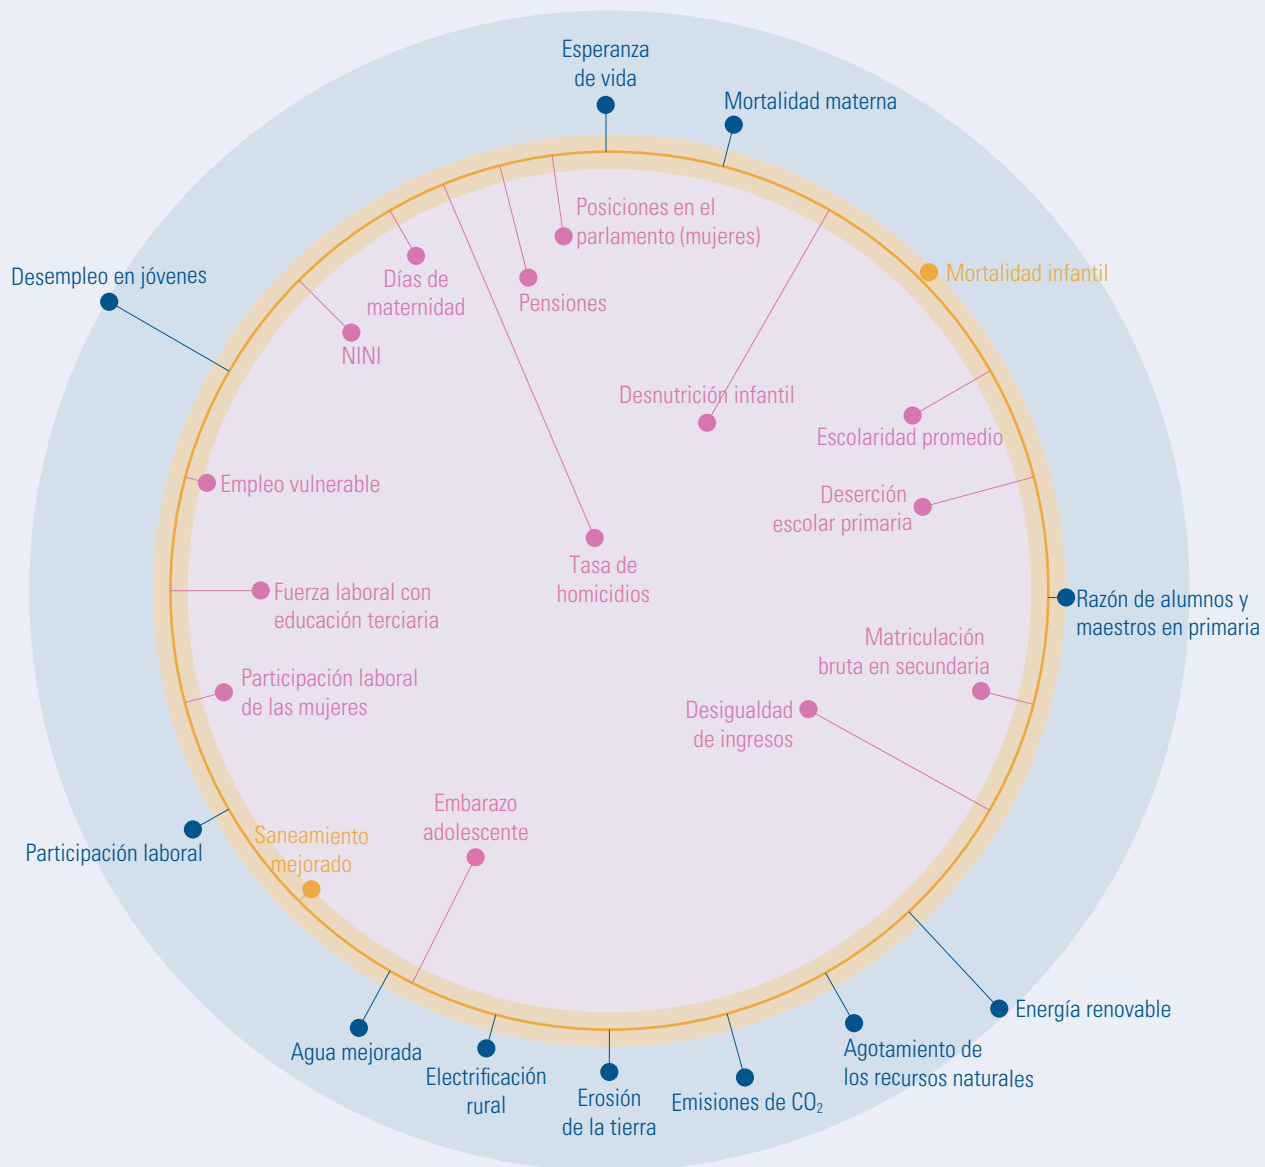 Esperanza
de vida
Mortalidad materna
Posiciones en el
parlamento (mujeres)
Mortalidad infantil
Desempleo en jóvenes
Días de
maternidad
Pensiones
NINI
Desnutrición infantil
Escolaridad promedio
Empleo vulnerable
Deserción
escolar primaria
Tasa de
homicidios
Fuerza laboral con
educación terciaria
Razón de alumnos y
maestros en primaria
Matriculación
bruta en secundaria
Participación laboral
de las mujeres
Desigualdad
de ingresos
Embarazo
adolescente
Saneamiento
mejorado
Participación laboral
Energía renovable
Agua mejorada
Agotamiento de
los recursos naturales
Electrificación
rural
Erosión
de la tierra
Emisiones de CO₂